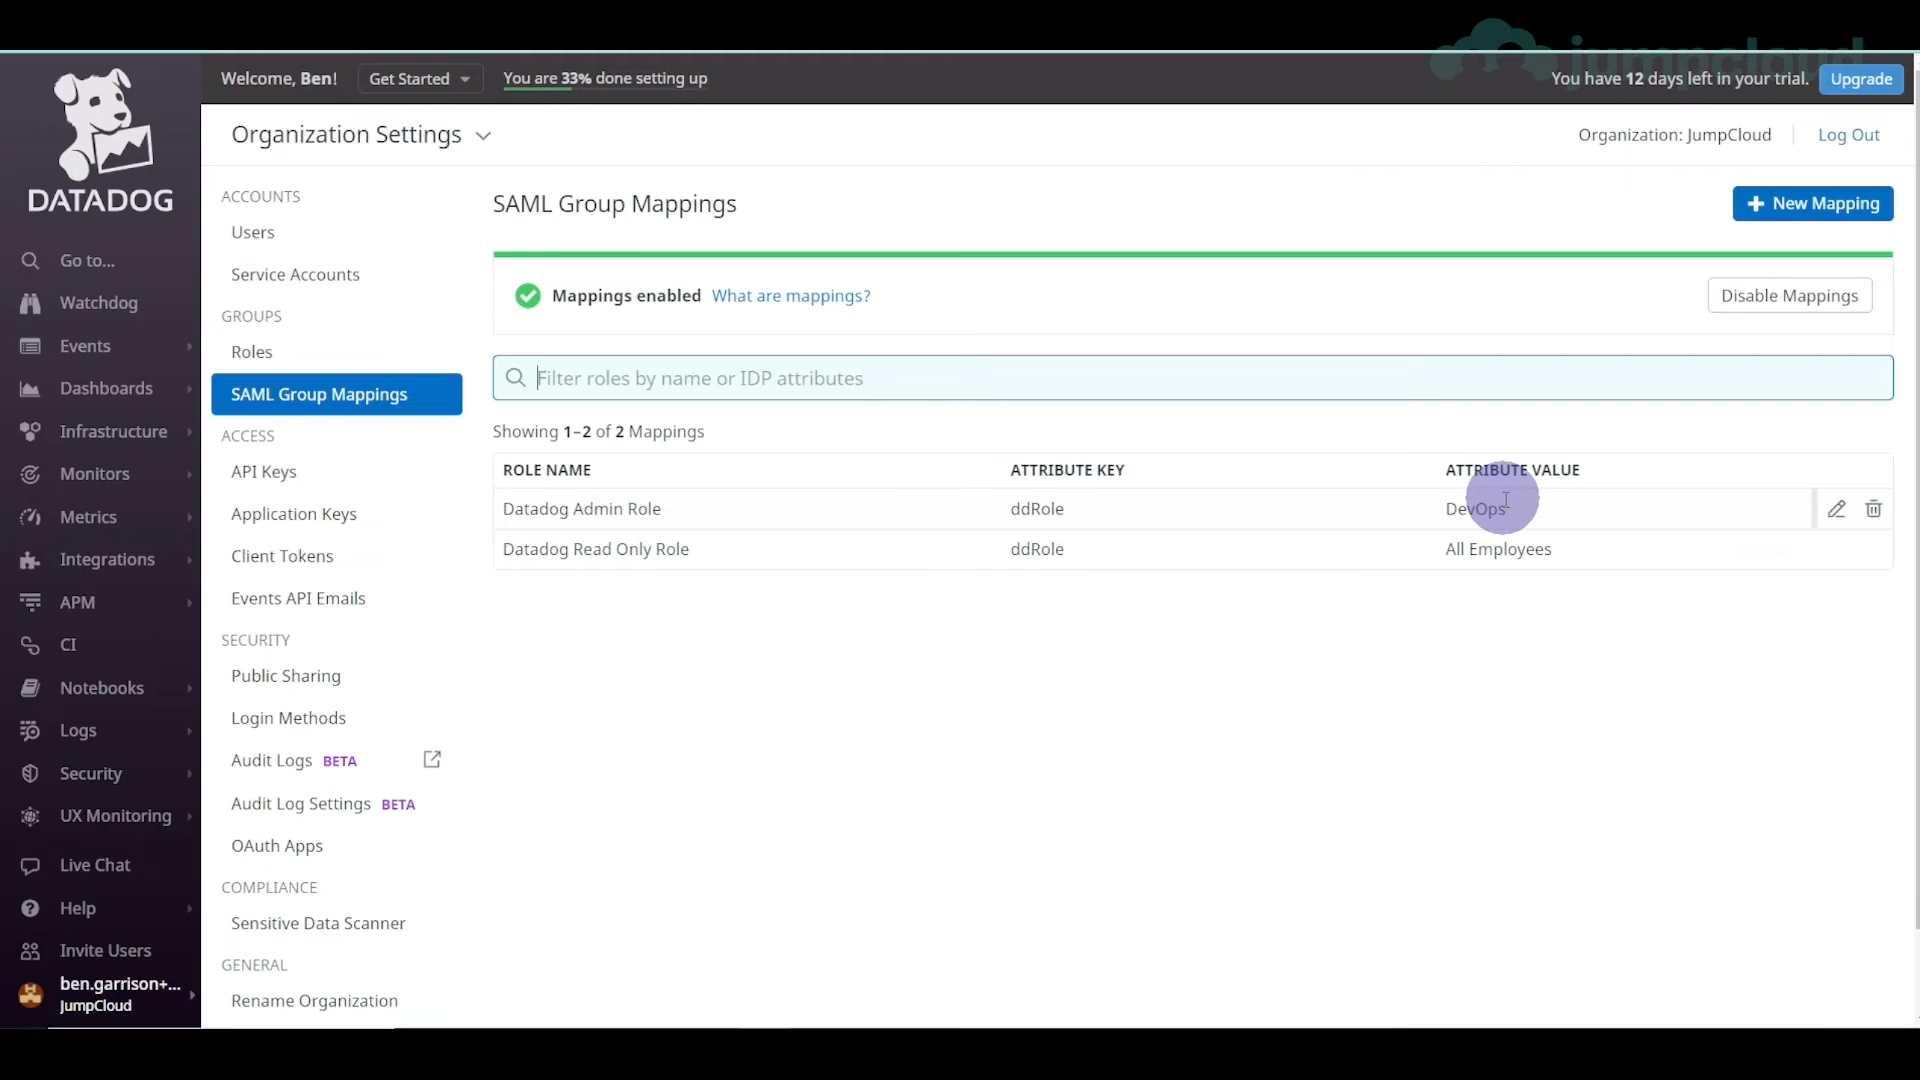 jumpcloud
Welcome, Ben!
Get Started
You are 33% done setting up
You have 12 days left in your trial.
Upgrade
DATADOG
Go to...
Watchdog
Events
Dashboards
Infrastructure
Monitors
Metrics
Integrations
APM
CI
Notebooks
Logs
Security
UX Monitoring
Live Chat
Help
Invite Users
ben.garrison+...
JumpCloud
Organization Settings
Organization: JumpCloud
Log Out
ACCOUNTS
Users
Service Accounts
GROUPS
Roles
SAML Group Mappings
ACCESS
API Keys
Application Keys
Client Tokens
Events API Emails
SECURITY
Public Sharing
Login Methods
Audit Logs BETA
Audit Log Settings BETA
OAuth Apps
COMPLIANCE
Sensitive Data Scanner
GENERAL
Rename Organization
SAML Group Mappings
New Mapping
Mappings enabled What are mappings?
Disable Mappings
Filter roles by name or IDP attributes
Showing 1–2 of 2 Mappings
ROLE NAME ATTRIBUTE KEY ATTRIBUTE VALUE
Datadog Admin Role ddRole DevOps
Datadog Read Only Role ddRole All Employees